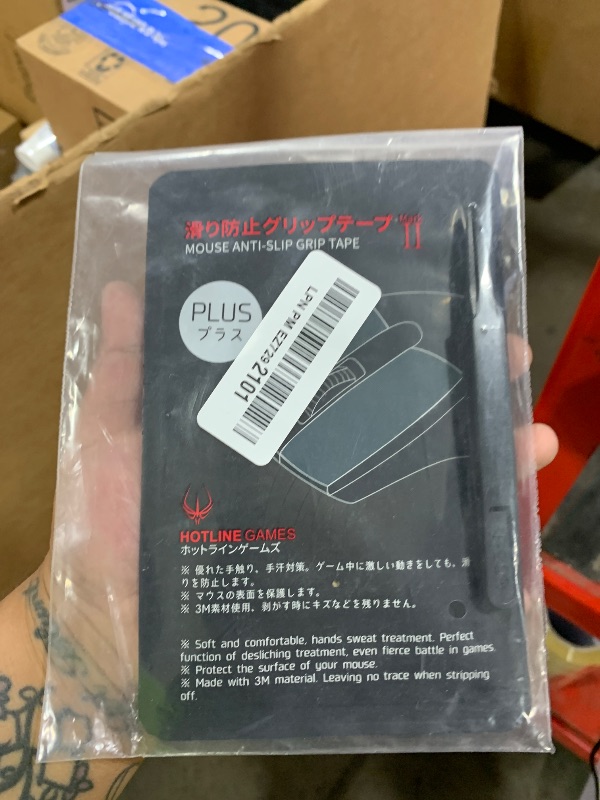 20
滑り防止グリップテープ
MOUSE ANTI-SLIP GRIP TAPE
PLUS
プラス
LPN PM EZ7292101
HOTLINE GAMES
ホットラインゲームズ
※ 優れた手触り、手汗対策。ゲーム中に激しい動きをしても、滑
りを防止します。
※ マウスの表面を保護します。
※ 3M素材使用、剥がす時にキズなどを残りません。
※ Soft and comfortable, hands sweat treatment. Perfect
function of desliching treatment, even fierce battle in games.
※ Protect the surface of your mouse.
※ Made with 3M material. Leaving no trace when stripping
off.